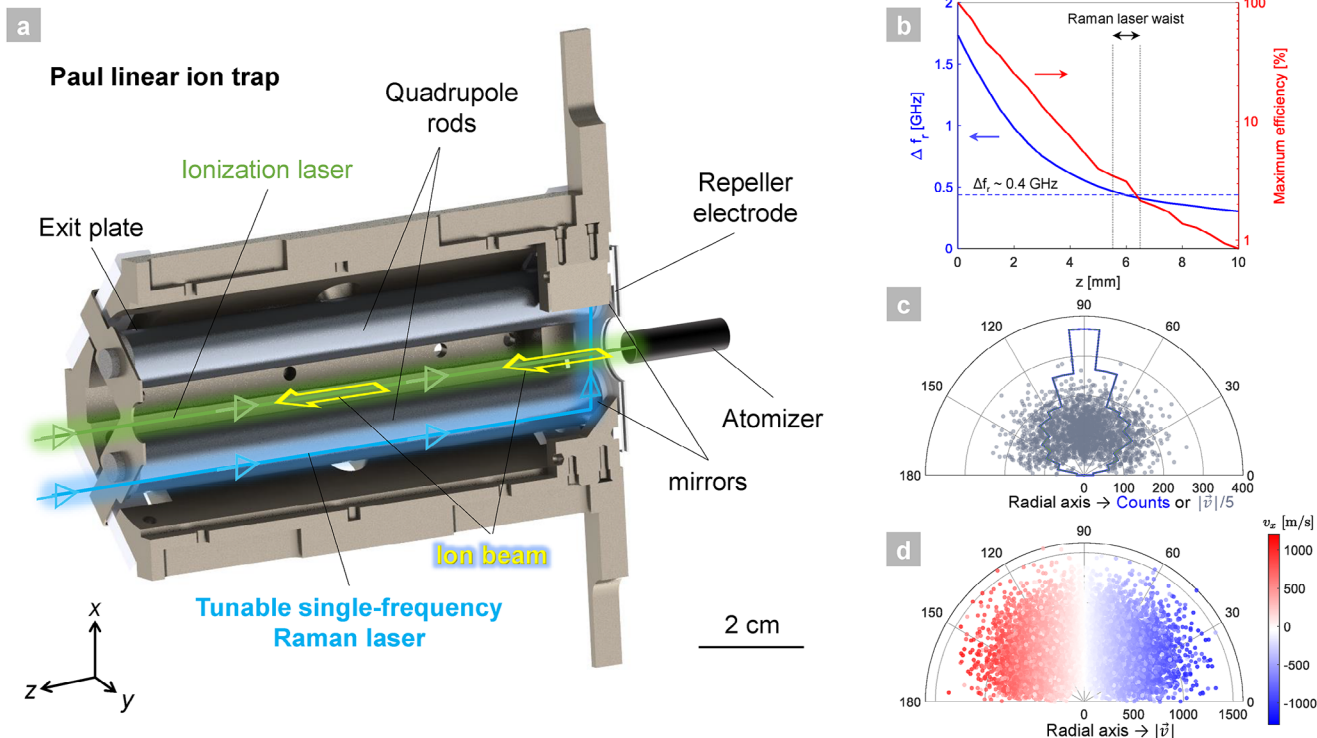 a
Paul linear ion trap
Quadrupole
rods
Ionization laser
Exit plate
Repeller
electrode
Atomizer
mirrors
Ion beam
Tunable single-frequency
Raman laser
2 cm
x
z
y
b
Raman laser waist
2
1.5
1
0.5
0
Δ fr [GHz]
100
10
1
Maximum efficiency [%]
Δfr ~ 0.4 GHz
0 2 4 6 8 10
z [mm]
c
90
120 60
150 30
180 0
0 100 200 300 400
Radial axis → Counts or |v⃗|/5
d
vx [m/s]
1000
500
0
-500
-1000
120 60
150 30
180 0
0 500 1000 1500
Radial axis → |v⃗|